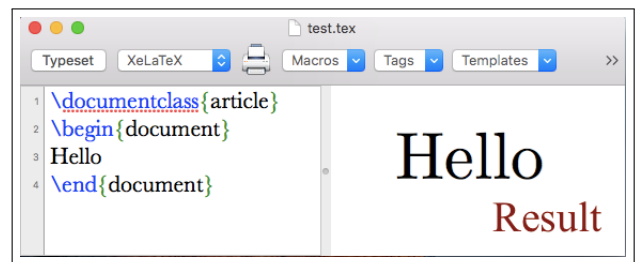 test.tex
Typeset XeLaTeX Macros Tags Templates >>
1 \documentclass{article}
2 \begin{document}
3 Hello
4 \end{document}
Hello
Result